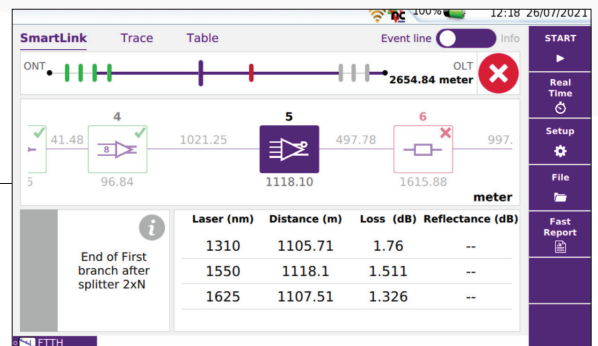 100% 12:18 26/07/2021
SmartLink Trace Table Event line Info START
ONT OLT
2654.84 meter
Real
Time
4 5 6
Setup
41.48 8 1021.25 497.78 997.
96.84 1118.10 1615.88
meter
File
Fast
Report
Laser (nm) Distance (m) Loss (dB) Reflectance (dB)
1310 1105.71 1.76 --
1550 1118.1 1.511 --
1625 1107.51 1.326 --
i
End of First
branch after
splitter 2xN
FTTH